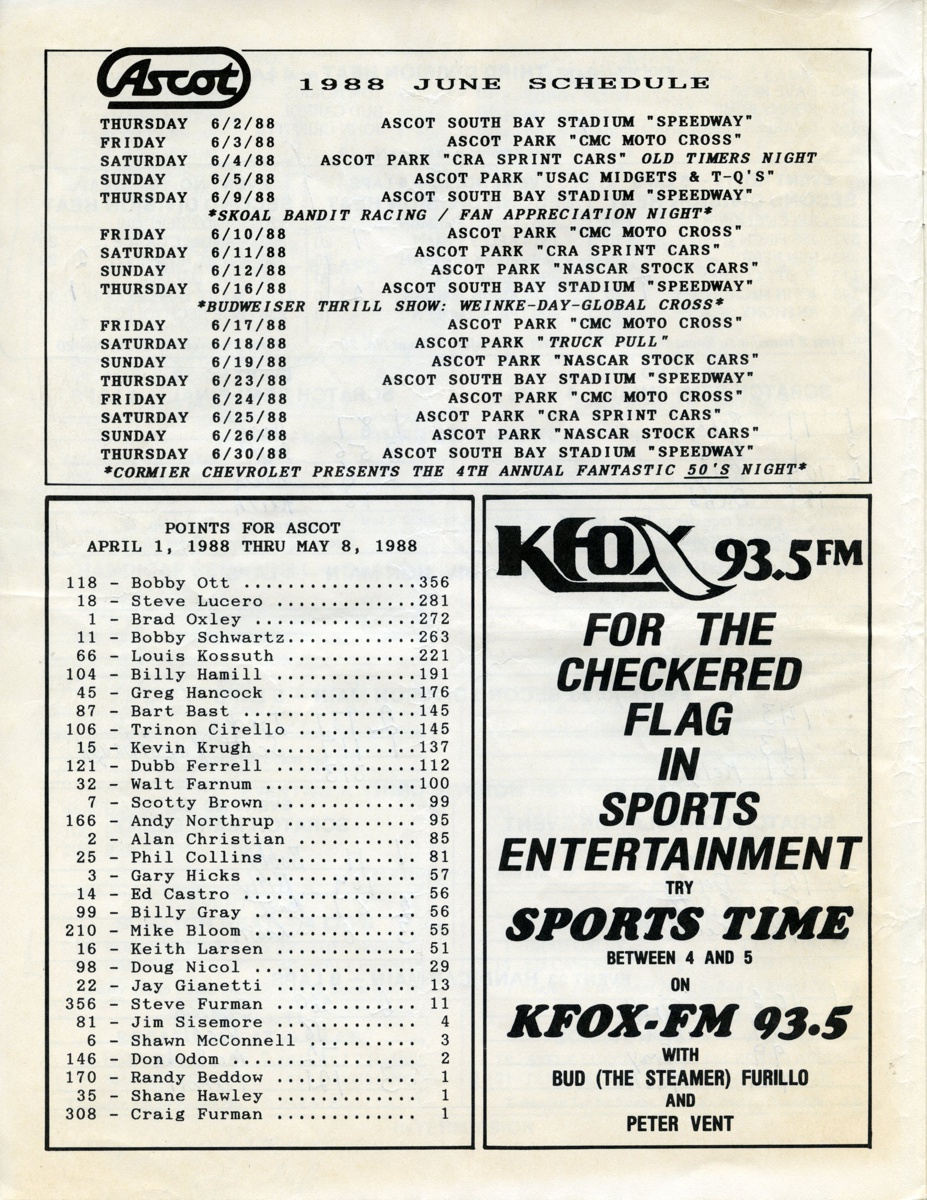 Ascot 1988 JUNE SCHEDULE
THURSDAY 6/2/88 ASCOT SOUTH BAY STADIUM "SPEEDWAY"
FRIDAY 6/3/88 ASCOT PARK "CMC MOTO CROSS"
SATURDAY 6/4/88 ASCOT PARK "CRA SPRINT CARS" OLD TIMERS NIGHT
SUNDAY 6/5/88 ASCOT PARK "USAC MIDGETS & T-Q'S"
THURSDAY 6/9/88 ASCOT SOUTH BAY STADIUM "SPEEDWAY"
*SKOAL BANDIT RACING / FAN APPRECIATION NIGHT*
FRIDAY 6/10/88 ASCOT PARK "CMC MOTO CROSS"
SATURDAY 6/11/88 ASCOT PARK "CRA SPRINT CARS"
SUNDAY 6/12/88 ASCOT PARK "NASCAR STOCK CARS"
THURSDAY 6/16/88 ASCOT SOUTH BAY STADIUM "SPEEDWAY"
*BUDWEISER THRILL SHOW: WEINKE-DAY-GLOBAL CROSS*
FRIDAY 6/17/88 ASCOT PARK "CMC MOTO CROSS"
SATURDAY 6/18/88 ASCOT PARK "TRUCK PULL"
SUNDAY 6/19/88 ASCOT PARK "NASCAR STOCK CARS"
THURSDAY 6/23/88 ASCOT SOUTH BAY STADIUM "SPEEDWAY"
FRIDAY 6/24/88 ASCOT PARK "CMC MOTO CROSS"
SATURDAY 6/25/88 ASCOT PARK "CRA SPRINT CARS"
SUNDAY 6/26/88 ASCOT PARK "NASCAR STOCK CARS"
THURSDAY 6/30/88 ASCOT SOUTH BAY STADIUM "SPEEDWAY"
*CORMIER CHEVROLET PRESENTS THE 4TH ANNUAL FANTASTIC 50'S NIGHT*
POINTS FOR ASCOT
APRIL 1, 1988 THRU MAY 8, 1988
118 - Bobby Ott ...............356
18 - Steve Lucero ............281
1 - Brad Oxley ..............272
11 - Bobby Schwartz...........263
66 - Louis Kossuth ...........221
104 - Billy Hamill ............191
45 - Greg Hancock ............176
87 - Bart Bast ...............145
106 - Trinon Cirello ..........145
15 - Kevin Krugh .............137
121 - Dubb Ferrell ............112
32 - Walt Farnum .............100
7 - Scotty Brown ............ 99
166 - Andy Northrup ........... 95
2 - Alan Christian........... 85
25 - Phil Collins ............ 81
3 - Gary Hicks .............. 57
14 - Ed Castro ............... 56
99 - Billy Gray .............. 56
210 - Mike Bloom .............. 55
16 - Keith Larsen ............ 51
98 - Doug Nicol .............. 29
22 - Jay Gianetti ............ 13
356 - Steve Furman ............ 11
81 - Jim Sisemore ............ 4
6 - Shawn McConnell ......... 3
146 - Don Odom ................ 2
170 - Randy Beddow ............ 1
35 - Shane Hawley ............ 1
308 - Craig Furman ............ 1
KFOX 93.5 FM
FOR THE
CHECKERED
FLAG
IN
SPORTS
ENTERTAINMENT
TRY
SPORTS TIME
BETWEEN 4 AND 5
ON
KFOX-FM 93.5
WITH
BUD (THE STEAMER) FURILLO
AND
PETER VENT